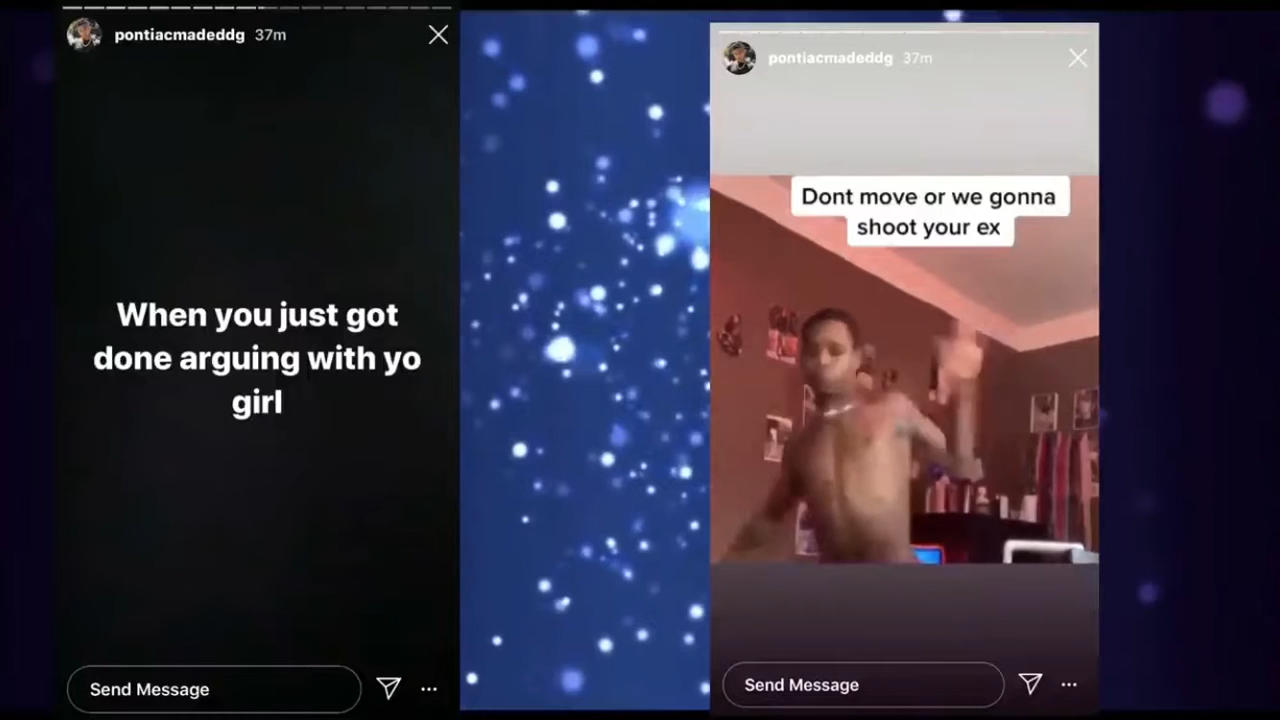 pontiacmadeddg 37m
When you just got
done arguing with yo
girl
Send Message
pontiacmadeddg 37m
Dont move or we gonna
shoot your ex
Send Message